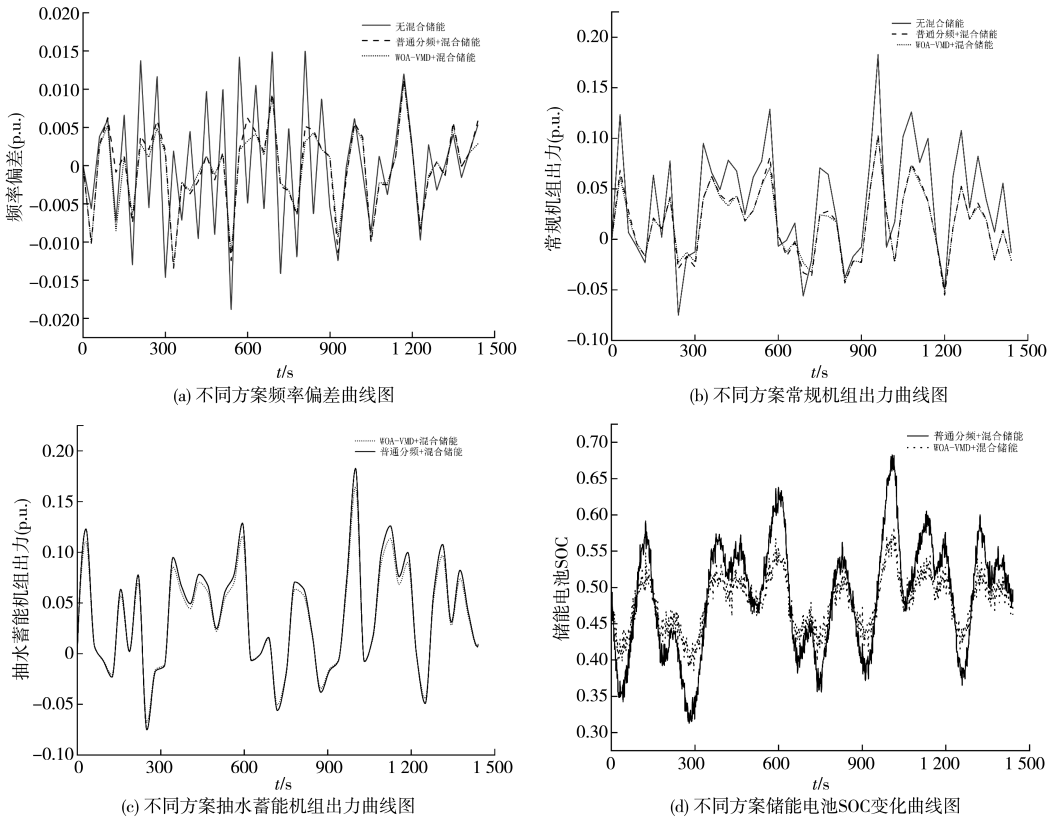 0.020
0.015
0.010
0.005
0
−0.005
−0.010
−0.015
−0.020
频率偏差(p.u.)
无混合储能
普通分频+混合储能
WOA-VMD+混合储能
0 300 600 900 1 200 1 500
t/s
(a) 不同方案频率偏差曲线图
0.20
0.15
0.10
0.05
0
−0.05
−0.10
常规机组出力(p.u.)
无混合储能
普通分频+混合储能
WOA-VMD+混合储能
0 300 600 900 1 200 1 500
t/s
(b) 不同方案常规机组出力曲线图
0.20
0.15
0.10
0.05
0
−0.05
−0.10
抽水蓄能机组出力(p.u.)
WOA-VMD+混合储能
普通分频+混合储能
0 300 600 900 1 200 1 500
t/s
(c) 不同方案抽水蓄能机组出力曲线图
0.70
0.65
0.60
0.55
0.50
0.45
0.40
0.35
0.30
储能电池SOC
普通分频+混合储能
WOA-VMD+混合储能
0 300 600 900 1 200 1 500
t/s
(d) 不同方案储能电池SOC变化曲线图